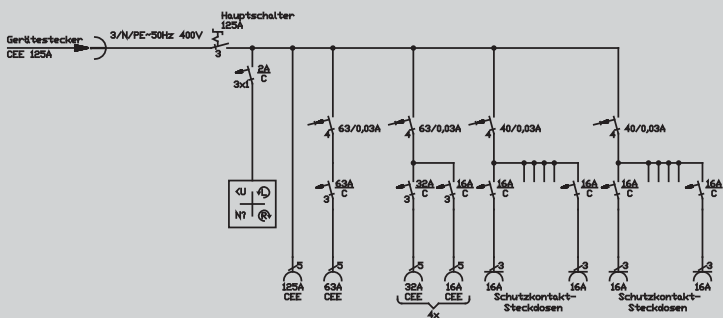 Hauptschalter
125A
Gerätestecker
3/N/PE~50Hz 400V
CEE 125A
3
2A
C
3x1
63/0,03A
4
63/0,03A
4
40/0,03A
4
40/0,03A
4
<U L
N? R
63A
C
3
32A
C
3
16A
C
3
16A
C
16A
C
16A
C
16A
C
5
5
5
5
3
3
3
3
125A
CEE
63A
CEE
32A
CEE
16A
CEE
16A
16A
16A
16A
4x
Schutzkontakt-
Steckdosen
Schutzkontakt-
Steckdosen